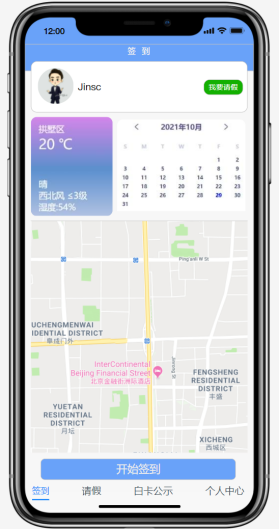 12:00
签 到
Jinsc
我要请假
拱墅区
20 ℃
晴
西北风 ≤3级
湿度:54%
2021年10月
S M T W T F S
1 2
3 4 5 6 7 8 9
10 11 12 13 14 15 16
17 18 19 20 21 22 23
24 25 26 27 28 29 30
31
Ping'an W St
UCHENGMENWAI
IDENTIAL DISTRICT
阜成门外
InterContinental
Beijing Financial Street
北京金融街洲际酒店
FENGSHENG
RESIDENTIAL
DISTRICT
丰盛
YUETAN
RESIDENTIAL
DISTRICT
月坛
XICHENG
西城区
开始签到
签到 请假 白卡公示 个人中心